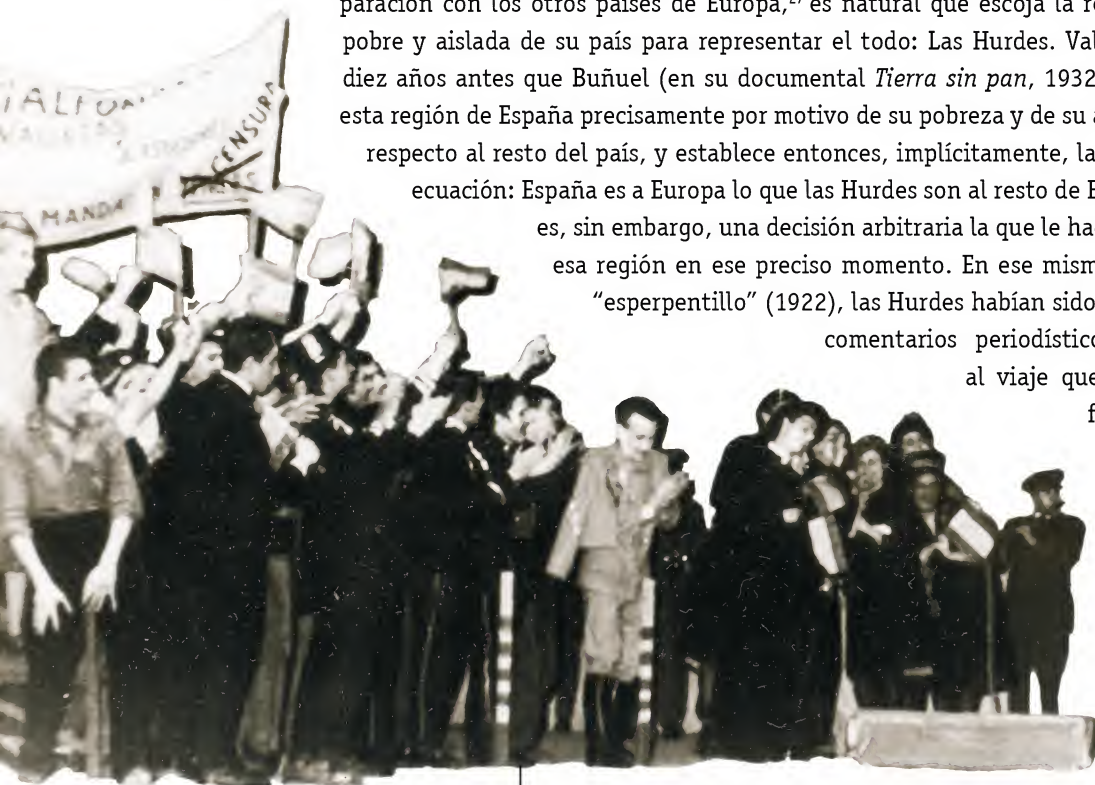 paración con los otros países de Europa,²⁷ es natural que escoja la re
pobre y aislada de su país para representar el todo: Las Hurdes. Val
diez años antes que Buñuel (en su documental Tierra sin pan, 1932
esta región de España precisamente por motivo de su pobreza y de su a
respecto al resto del país, y establece entonces, implícitamente, la
ecuación: España es a Europa lo que las Hurdes son al resto de E
es, sin embargo, una decisión arbitraria la que le ha
esa región en ese preciso momento. En ese mism
“esperpentillo” (1922), las Hurdes habían sido
comentarios periodístico
al viaje que
f
CENSURA
MANDA